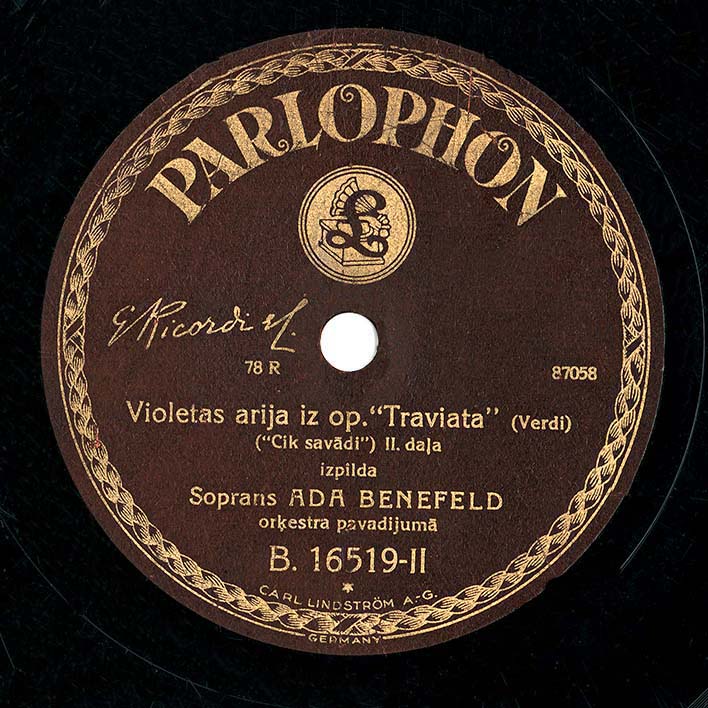 PARLOPHON
£
G Ricordi & C.
78 R
87058
Violetas arija iz op. “Traviata” (Verdi)
(“Cik savādi”) II. daļa
izpilda
Soprans ADA BENEFELD
orķestra pavadijumā
B. 16519-II
CARL LINDSTRÖM A.-G.
GERMANY